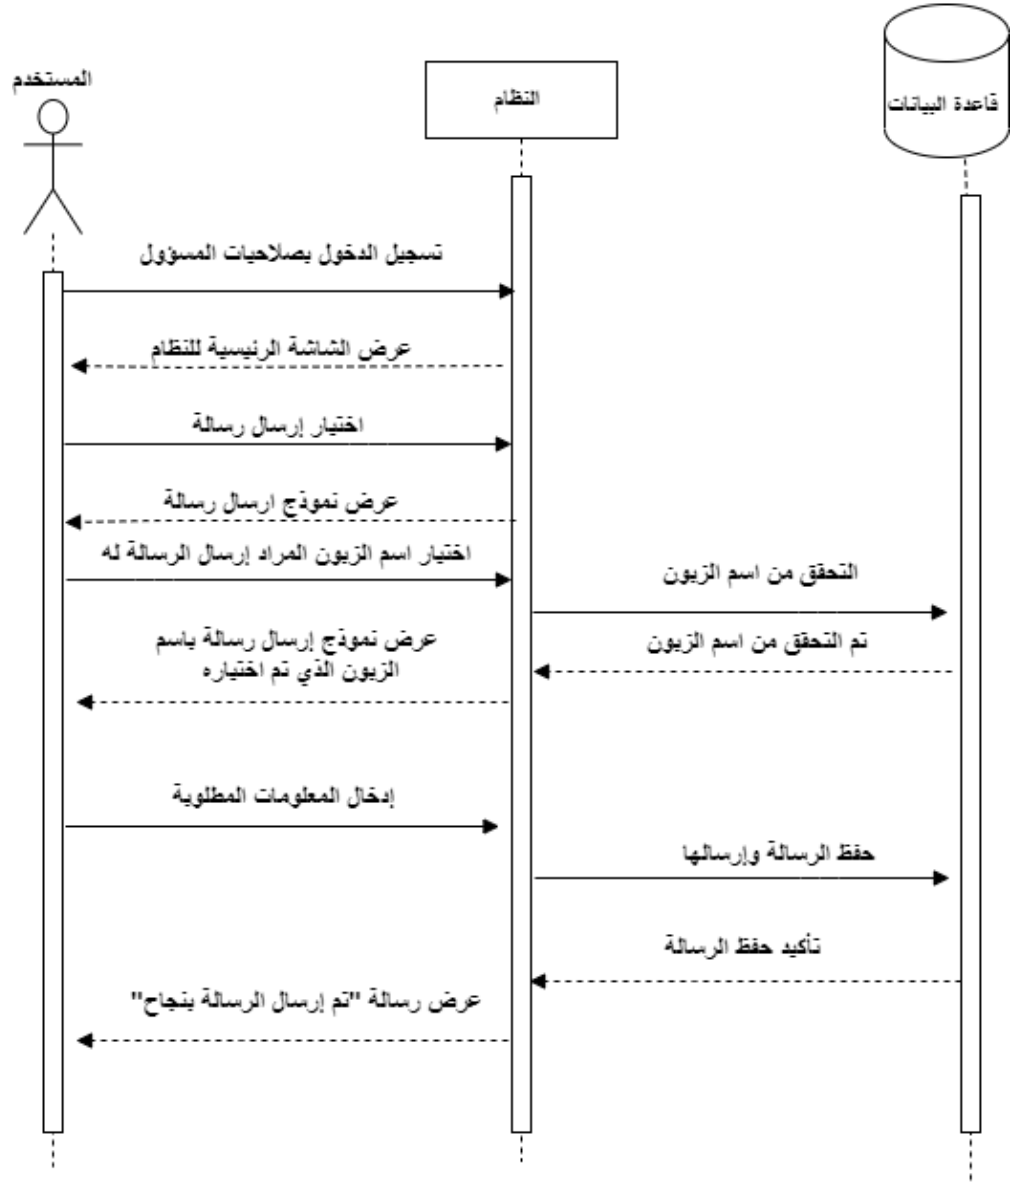 المستخدم
النظام
قاعدة البيانات
تسجيل الدخول بصلاحيات المسؤول
عرض الشاشة الرئيسية للنظام
اختيار إرسال رسالة
عرض نموذج ارسال رسالة
اختيار اسم الزبون المراد إرسال الرسالة له
التحقق من اسم الزبون
تم التحقق من اسم الزبون
عرض نموذج إرسال رسالة باسم
الزبون الذي تم اختياره
إدخال المعلومات المطلوبة
حفظ الرسالة وإرسالها
تأكيد حفظ الرسالة
عرض رسالة "تم إرسال الرسالة بنجاح"